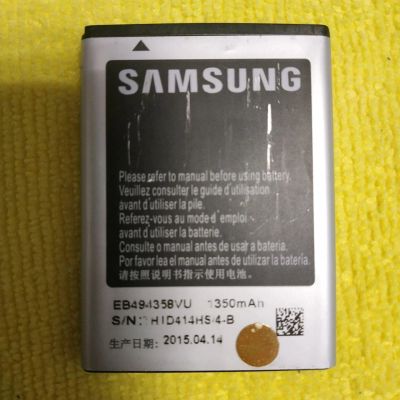 SAMSUNG
Please refer to manual before using battery.
Veuillez consulter le guide d'utilisation
avant d'utiliser la pile.
Referez-vous au mode d' emploi
avant d'utiliser la batterie.
Consulte o manual antes de usar a bateria.
Por favor lea el manual antes de utilizar la bateria.
请按照说明书指示使用电池。
EB494358VU 1350mAh
S/N: HID414HS/4-B
生产日期: 2015.04.14